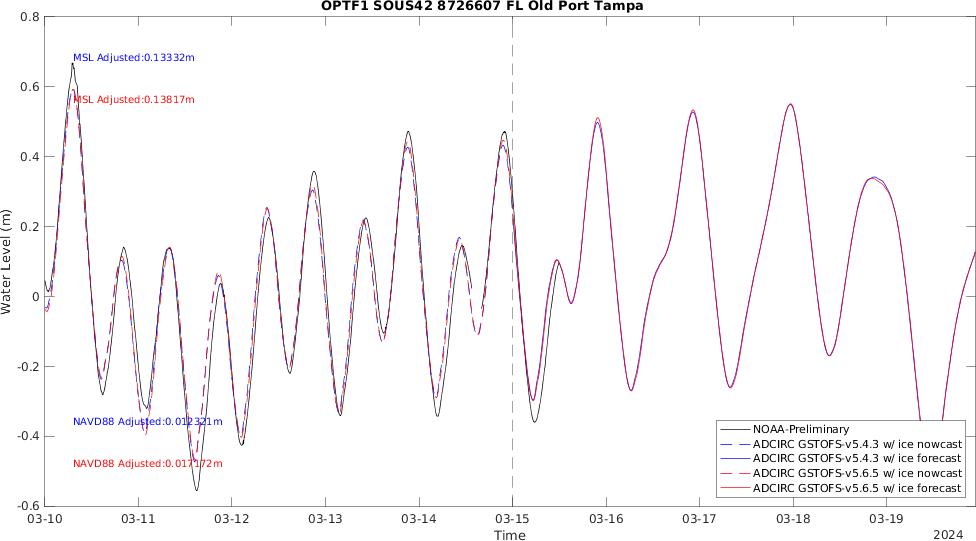 OPTF1 SOUS42 8726607 FL Old Port Tampa
0.8
0.6
0.4
0.2
0
-0.2
-0.4
-0.6
Water Level (m)
MSL Adjusted:0.13332m
MSL Adjusted:0.13817m
NAVD88 Adjusted:0.012321m
NAVD88 Adjusted:0.017172m
NOAA-Preliminary
ADCIRC GSTOFS-v5.4.3 w/ ice nowcast
ADCIRC GSTOFS-v5.4.3 w/ ice forecast
ADCIRC GSTOFS-v5.6.5 w/ ice nowcast
ADCIRC GSTOFS-v5.6.5 w/ ice forecast
03-10 03-11 03-12 03-13 03-14 03-15 03-16 03-17 03-18 03-19
Time
2024